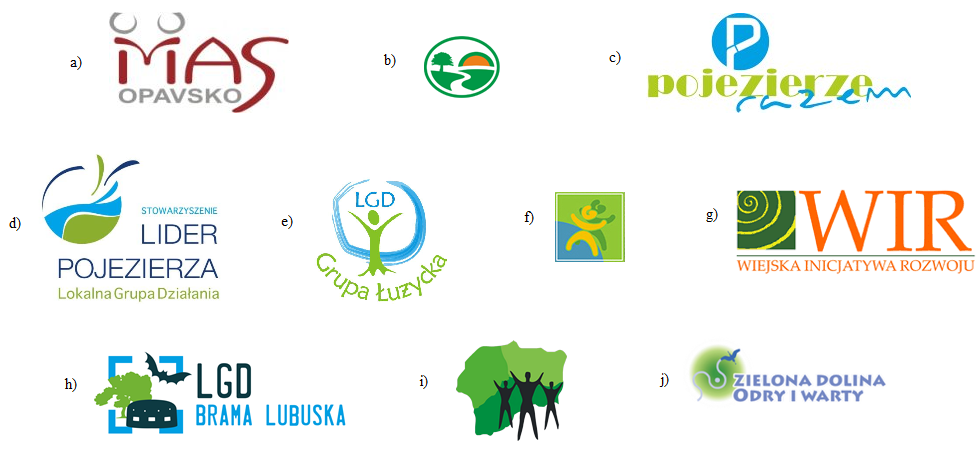 a)
MAS
OPAVSKO
b)
c)
P
pojezierze
razem
d)
STOWARZYSZENIE
LIDER
POJEZIERZA
Lokalna Grupa Działania
e)
LGD
Grupa Łużycka
f)
g)
WIR
WIEJSKA INICJATYWA ROZWOJU
h)
LGD
BRAMA LUBUSKA
i)
j)
ZIELONA DOLINA
ODRY I WARTY